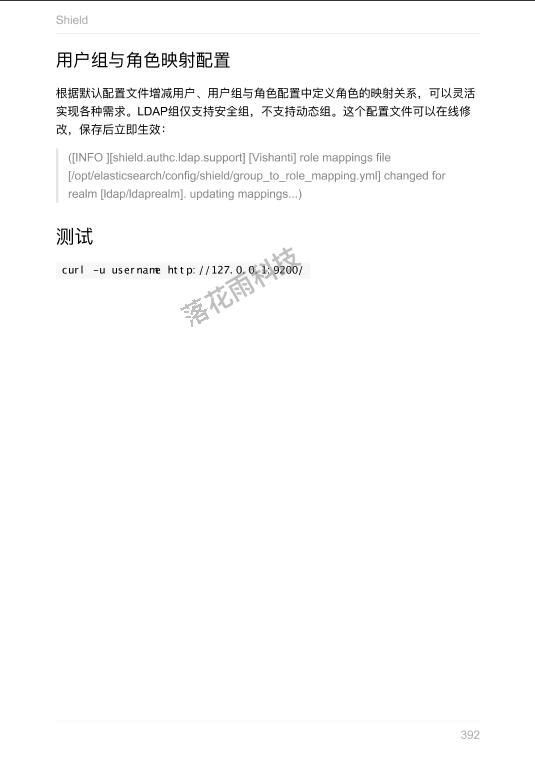 Shield
用户组与角色映射配置
根据默认配置文件增减用户、用户组与角色配置中定义角色的映射关系，可以灵活
实现各种需求。LDAP组仅支持安全组，不支持动态组。这个配置文件可以在线修
改，保存后立即生效：
([INFO ][shield.authc.ldap.support] [Vishanti] role mappings file
[/opt/elasticsearch/config/shield/group_to_role_mapping.yml] changed for
realm [ldap/ldaprealm]. updating mappings...)
测试
curl -u username http://127.0.0.1:9200/
落花雨科技
392